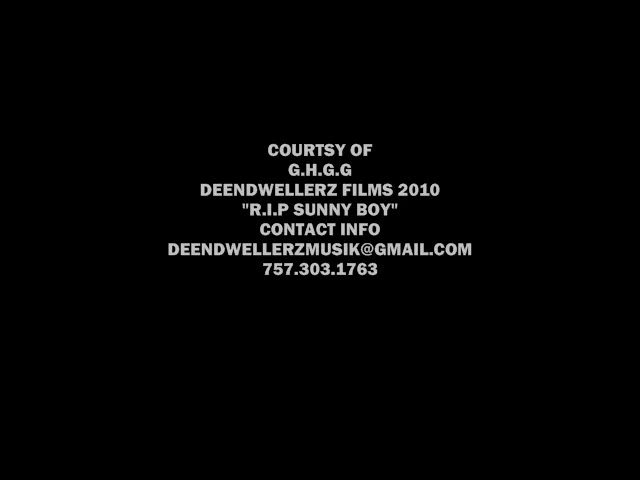 COURTSY OF
G.H.G.G
DEENDWELLERZ FILMS 2010
"R.I.P SUNNY BOY"
CONTACT INFO
DEENDWELLERZMUSIK@GMAIL.COM
757.303.1763